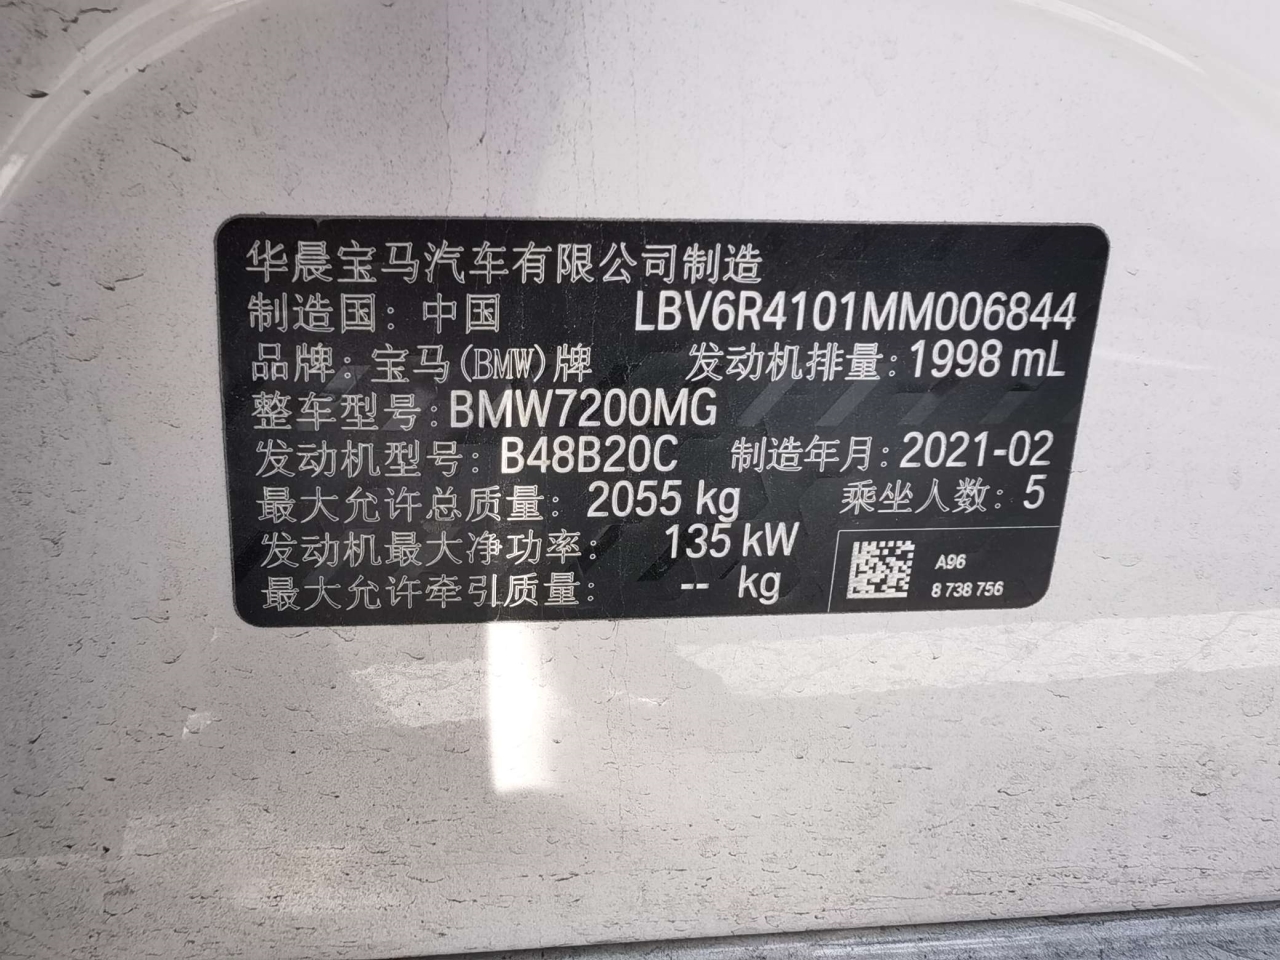 华晨宝马汽车有限公司制造
制造国：中国 LBV6R4101MM006844
品牌：宝马(BMW)牌 发动机排量：1998 mL
整车型号：BMW7200MG
发动机型号：B48B20C 制造年月：2021-02
最大允许总质量：2055 kg 乘坐人数：5
发动机最大净功率： 135 kW
最大允许牵引质量： -- kg
A96
8 738 756